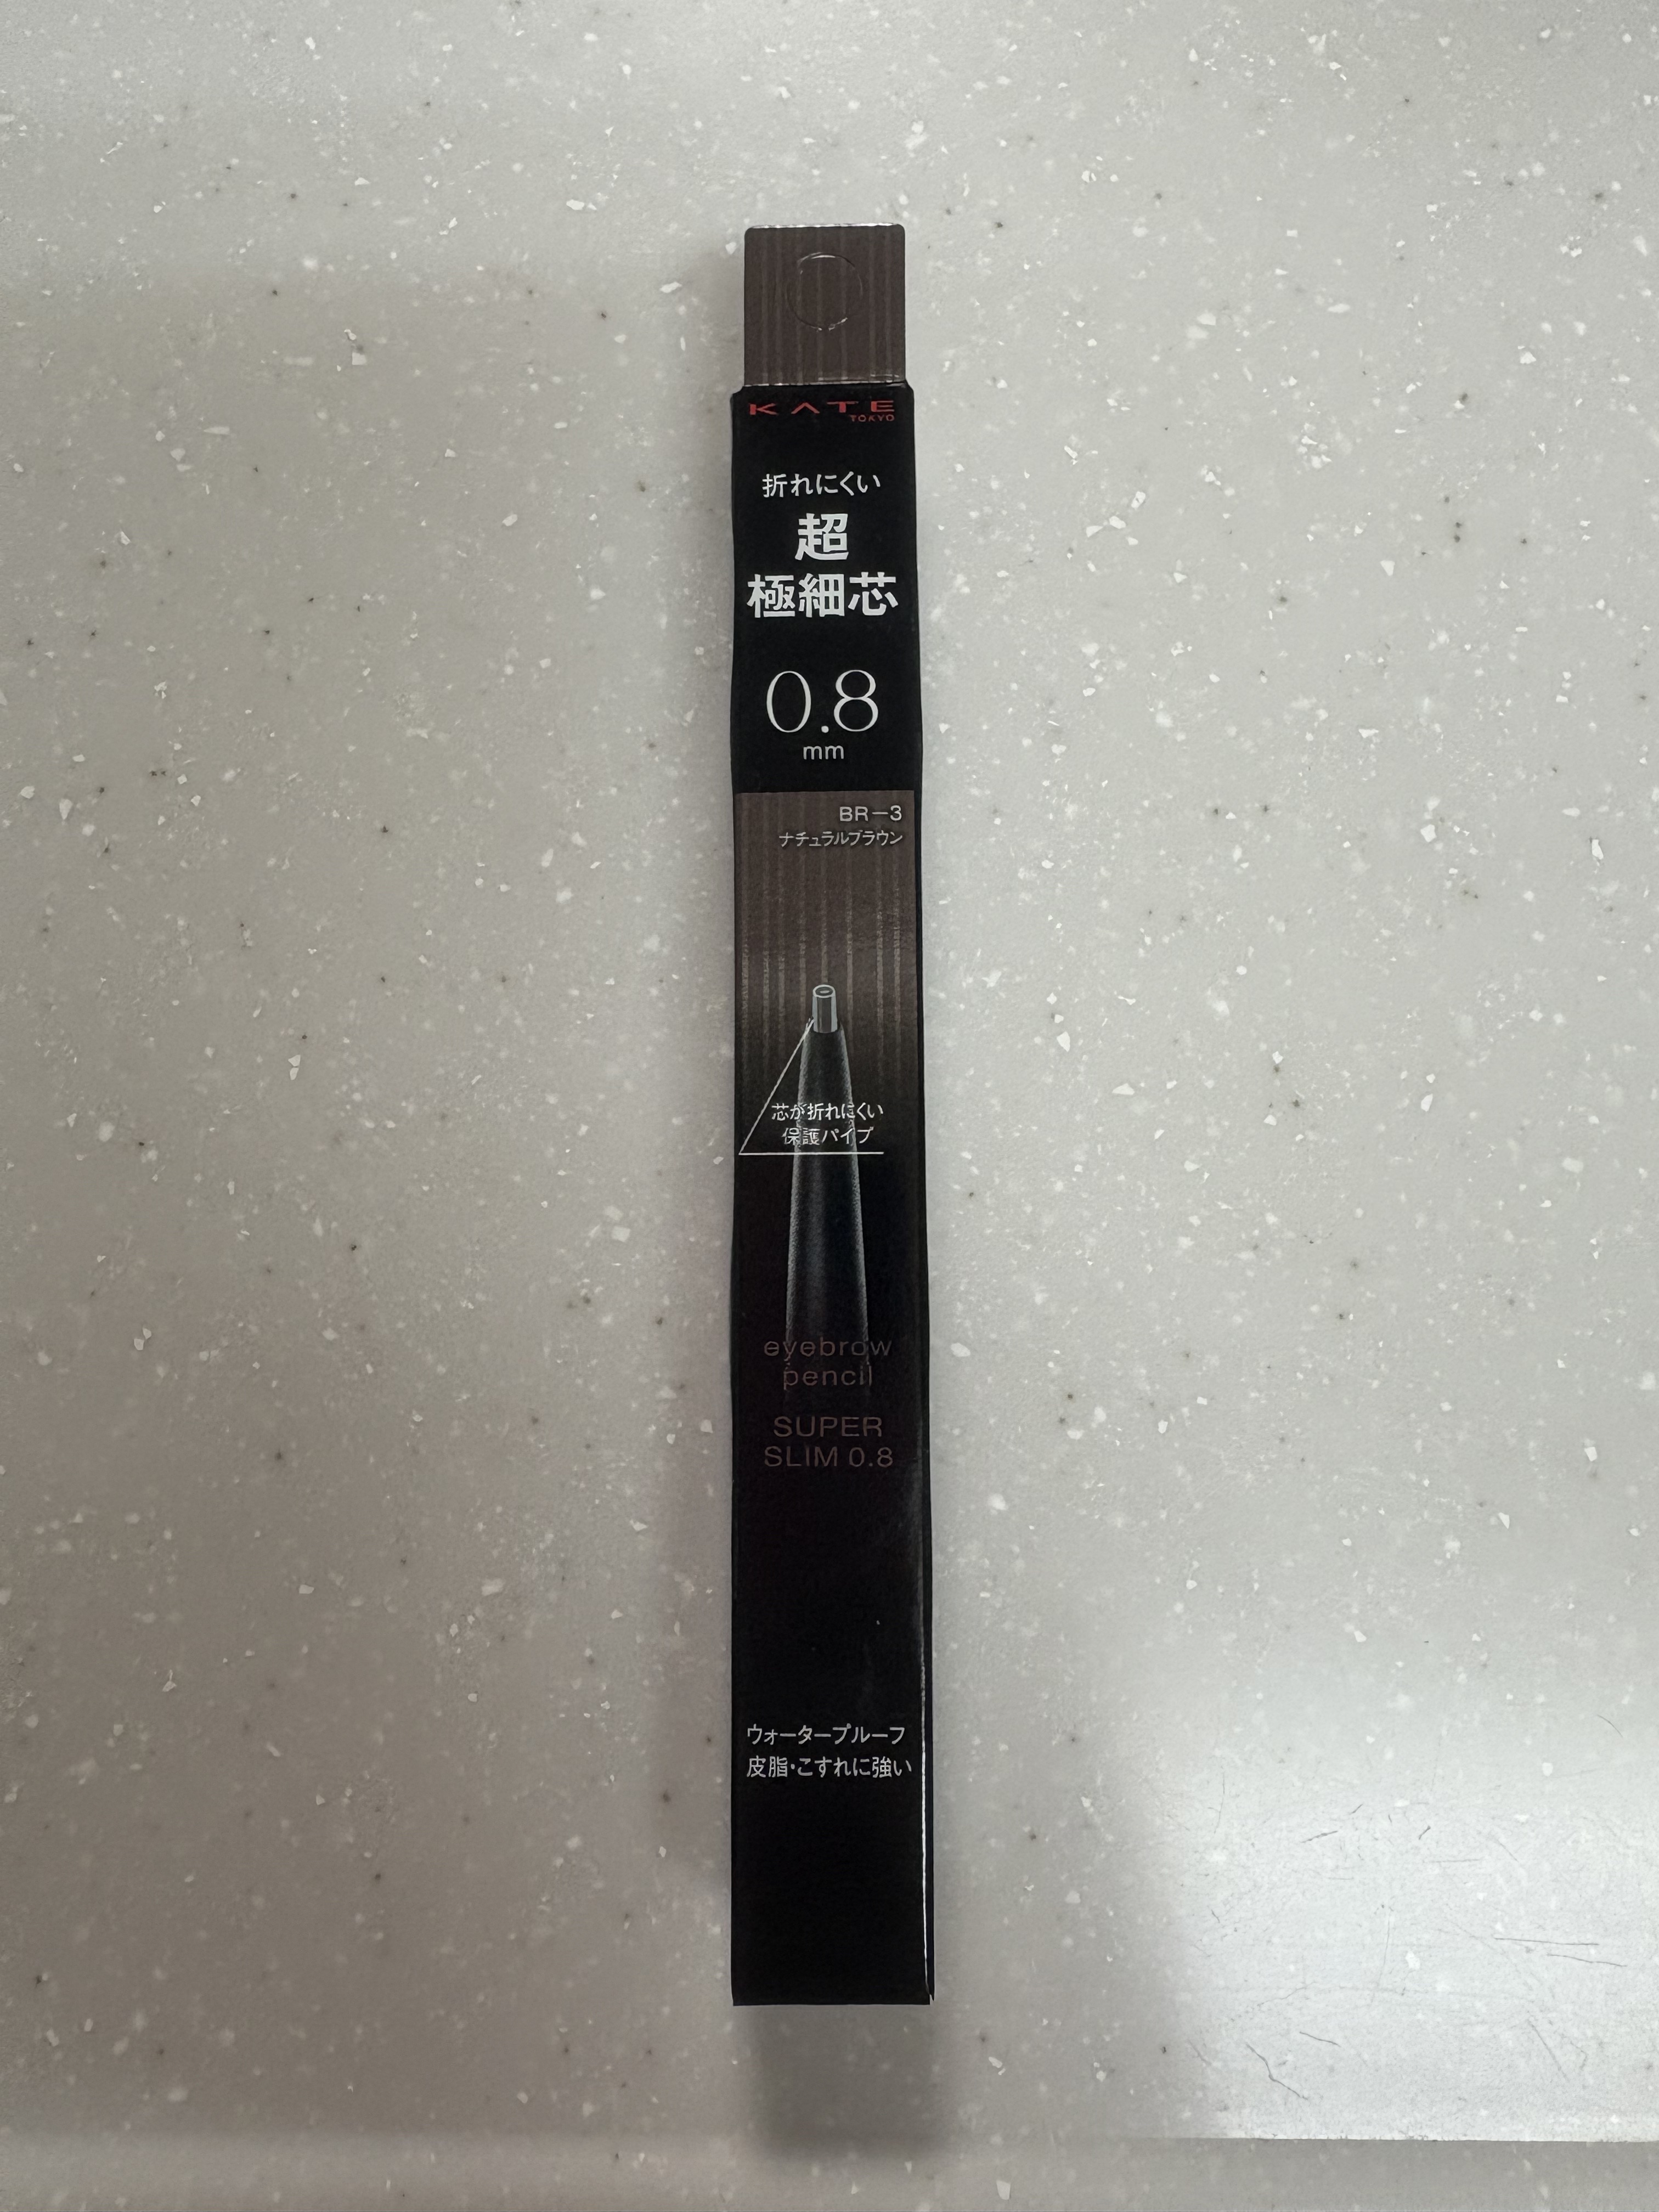 KATE
TOKYO
折れにくい
超
極細芯
0.8
mm
BR-3
ナチュラルブラウン
芯が折れにくい
保護パイプ
eyebrow
pencil
SUPER
SLIM 0.8
ウォータープルーフ
皮脂・こすれに強い